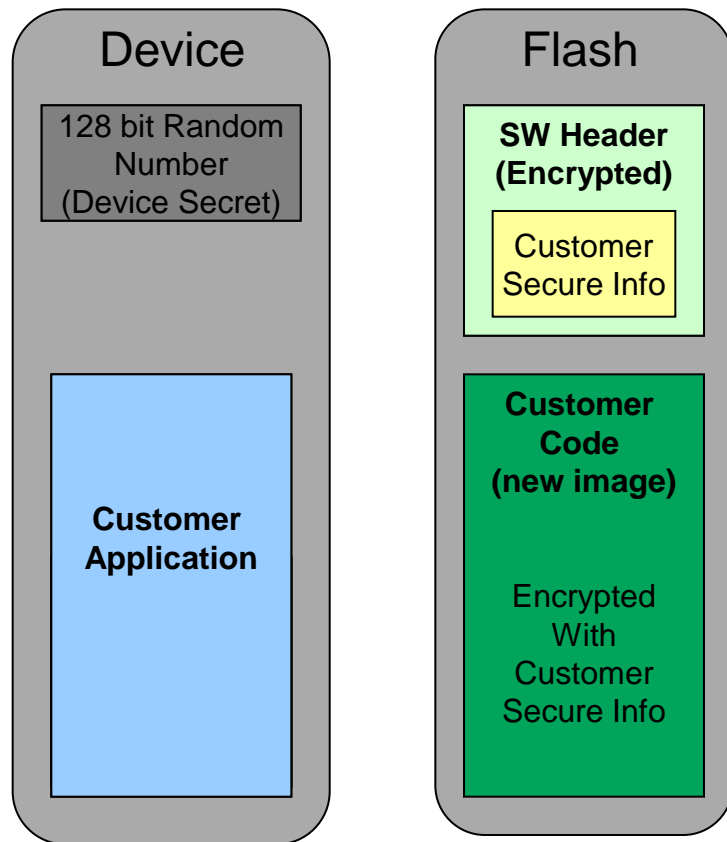 Device
128 bit Random
Number
(Device Secret)
Customer
Application
Flash
SW Header
(Encrypted)
Customer
Secure Info
Customer
Code
(new image)
Encrypted
With
Customer
Secure Info